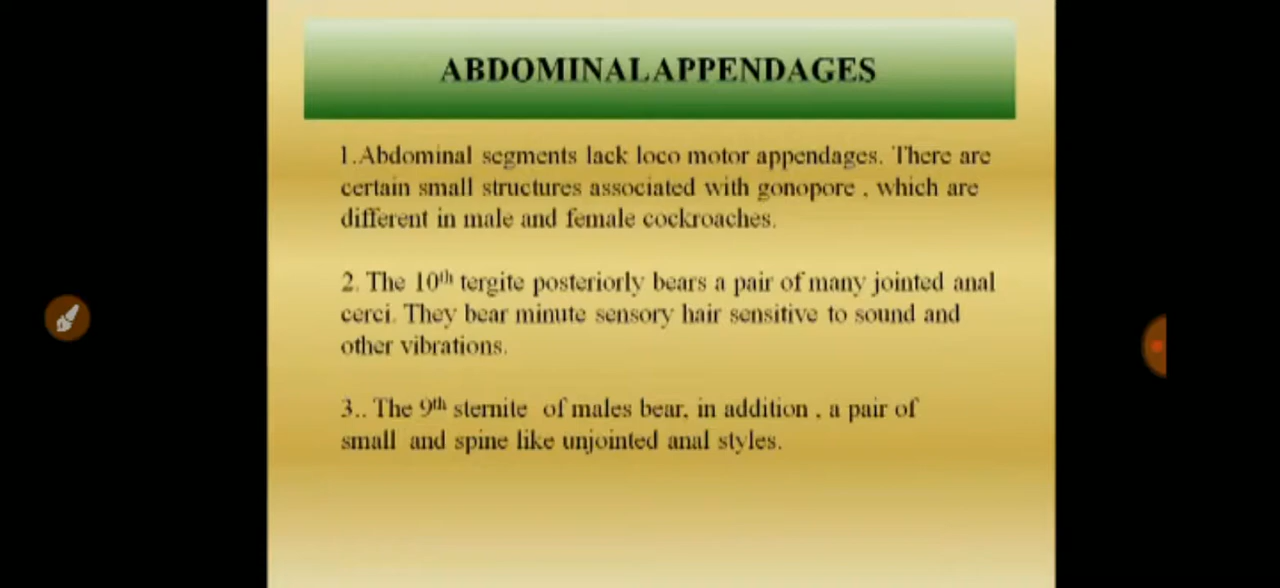 ABDOMINAL APPENDAGES
1.Abdominal segments lack loco motor appendages. There are
certain small structures associated with gonopore , which are
different in male and female cockroaches.
2. The 10th tergite posteriorly bears a pair of many jointed anal
cerci. They bear minute sensory hair sensitive to sound and
other vibrations.
3.. The 9th sternite of males bear, in addition , a pair of
small and spine like unjointed anal styles.